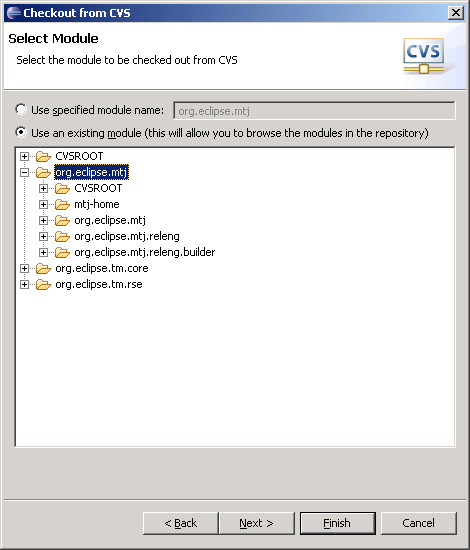 Checkout from CVS
Select Module
Select the module to be checked out from CVS
CVS
Use specified module name: org.eclipse.mtj
Use an existing module (this will allow you to browse the modules in the repository)
CVSROOT
org.eclipse.mtj
CVSROOT
mtj-home
org.eclipse.mtj
org.eclipse.mtj.releng
org.eclipse.mtj.releng.builder
org.eclipse.tm.core
org.eclipse.tm.rse
< Back Next > Finish Cancel